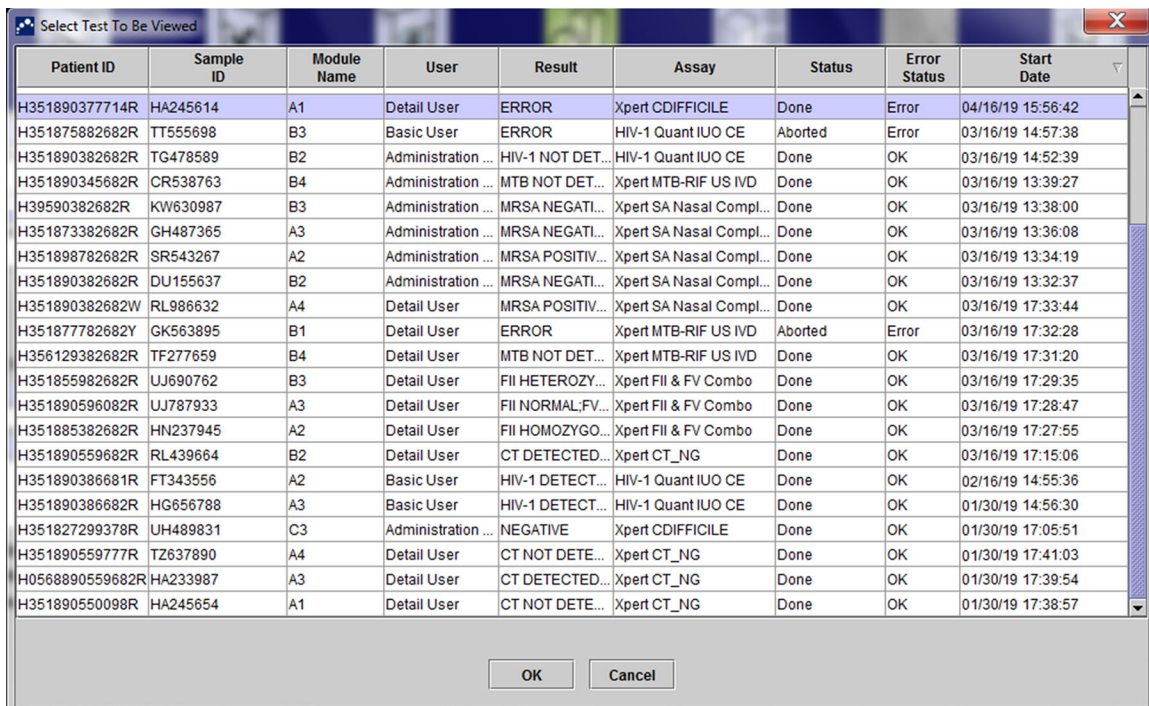 Select Test To Be Viewed
X
Patient ID Sample ID Module Name User Result Assay Status Error Status Start Date
H351890377714R HA245614 A1 Detail User ERROR Xpert CDIFFICILE Done Error 04/16/19 15:56:42
H351875882682R TT555698 B3 Basic User ERROR HIV-1 Quant IUO CE Aborted Error 03/16/19 14:57:38
H351890382682R TG478589 B2 Administration ... HIV-1 NOT DET... HIV-1 Quant IUO CE Done OK 03/16/19 14:52:39
H351890345682R CR538763 B4 Administration ... MTB NOT DET... Xpert MTB-RIF US IVD Done OK 03/16/19 13:39:27
H39590382682R KW630987 B3 Administration ... MRSA NEGATI... Xpert SA Nasal Compl... Done OK 03/16/19 13:38:00
H351873382682R GH487365 A3 Administration ... MRSA NEGATI... Xpert SA Nasal Compl... Done OK 03/16/19 13:36:08
H351898782682R SR543267 A2 Administration ... MRSA POSITIV... Xpert SA Nasal Compl... Done OK 03/16/19 13:34:19
H351890382682R DU155637 B2 Administration ... MRSA NEGATI... Xpert SA Nasal Compl... Done OK 03/16/19 13:32:37
H351890382682W RL986632 A4 Detail User MRSA POSITIV... Xpert SA Nasal Compl... Done OK 03/16/19 17:33:44
H351877782682Y GK563895 B1 Detail User ERROR Xpert MTB-RIF US IVD Aborted Error 03/16/19 17:32:28
H356129382682R TF277659 B4 Detail User MTB NOT DET... Xpert MTB-RIF US IVD Done OK 03/16/19 17:31:20
H351855982682R UJ690762 B3 Detail User FII HETEROZY... Xpert FII & FV Combo Done OK 03/16/19 17:29:35
H351890596082R UJ787933 A3 Detail User FII NORMAL;FV... Xpert FII & FV Combo Done OK 03/16/19 17:28:47
H351885382682R HN237945 A2 Detail User FII HOMOZYGO... Xpert FII & FV Combo Done OK 03/16/19 17:27:55
H351890559682R RL439664 B2 Detail User CT DETECTED... Xpert CT_NG Done OK 03/16/19 17:15:06
H351890386681R FT343556 A2 Basic User HIV-1 DETECT... HIV-1 Quant IUO CE Done OK 02/16/19 14:55:36
H351890386682R HG656788 A3 Basic User HIV-1 DETECT... HIV-1 Quant IUO CE Done OK 01/30/19 14:56:30
H351827299378R UH489831 C3 Administration ... NEGATIVE Xpert CDIFFICILE Done OK 01/30/19 17:05:51
H351890559777R TZ637890 A4 Detail User CT NOT DETE... Xpert CT_NG Done OK 01/30/19 17:41:03
H0568890559682R HA233987 A3 Detail User CT DETECTED... Xpert CT_NG Done OK 01/30/19 17:39:54
H351890550098R HA245654 A1 Detail User CT NOT DETE... Xpert CT_NG Done OK 01/30/19 17:38:57
OK Cancel